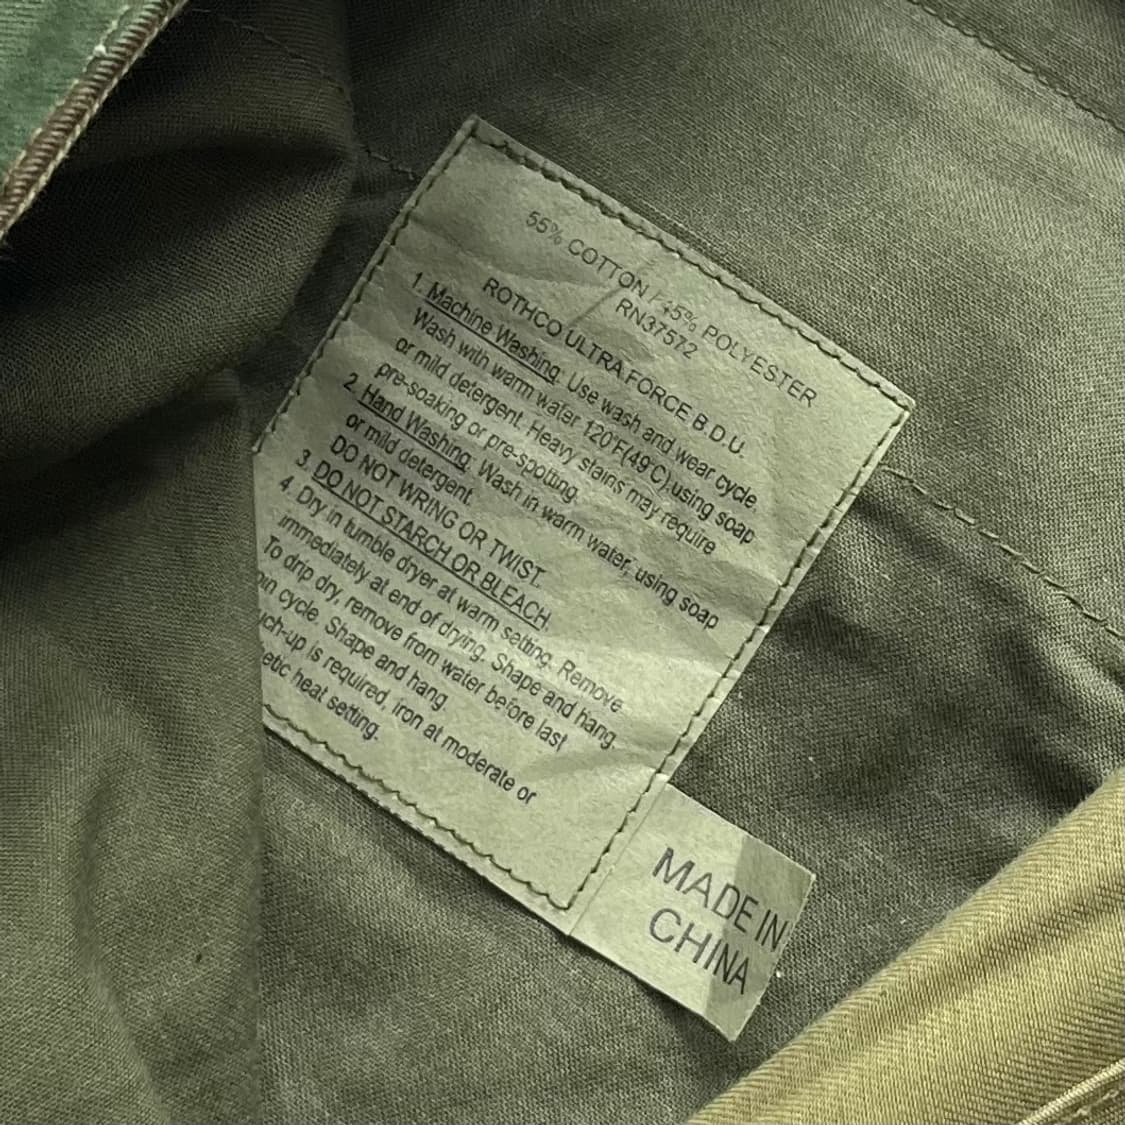 55% COTTON / 45% POLYESTER
RN37572
ROTHCO ULTRA FORCE B.D.U.
1. Machine Washing: Use wash and wear cycle.
Wash with warm water 120°F(49°C),using soap
or mild detergent. Heavy stains may require
pre-soaking or pre-spotting.
2. Hand Washing: Wash in warm water, using soap
or mild detergent.
DO NOT WRING OR TWIST.
3. DO NOT STARCH OR BLEACH.
4. Dry in tumble dryer at warm setting. Remove
immediately at end of drying. Shape and hang.
To drip dry, remove from water before last
cycle. Shape and hang.
is required, iron at moderate or
heat setting.
MADE IN
CHINA